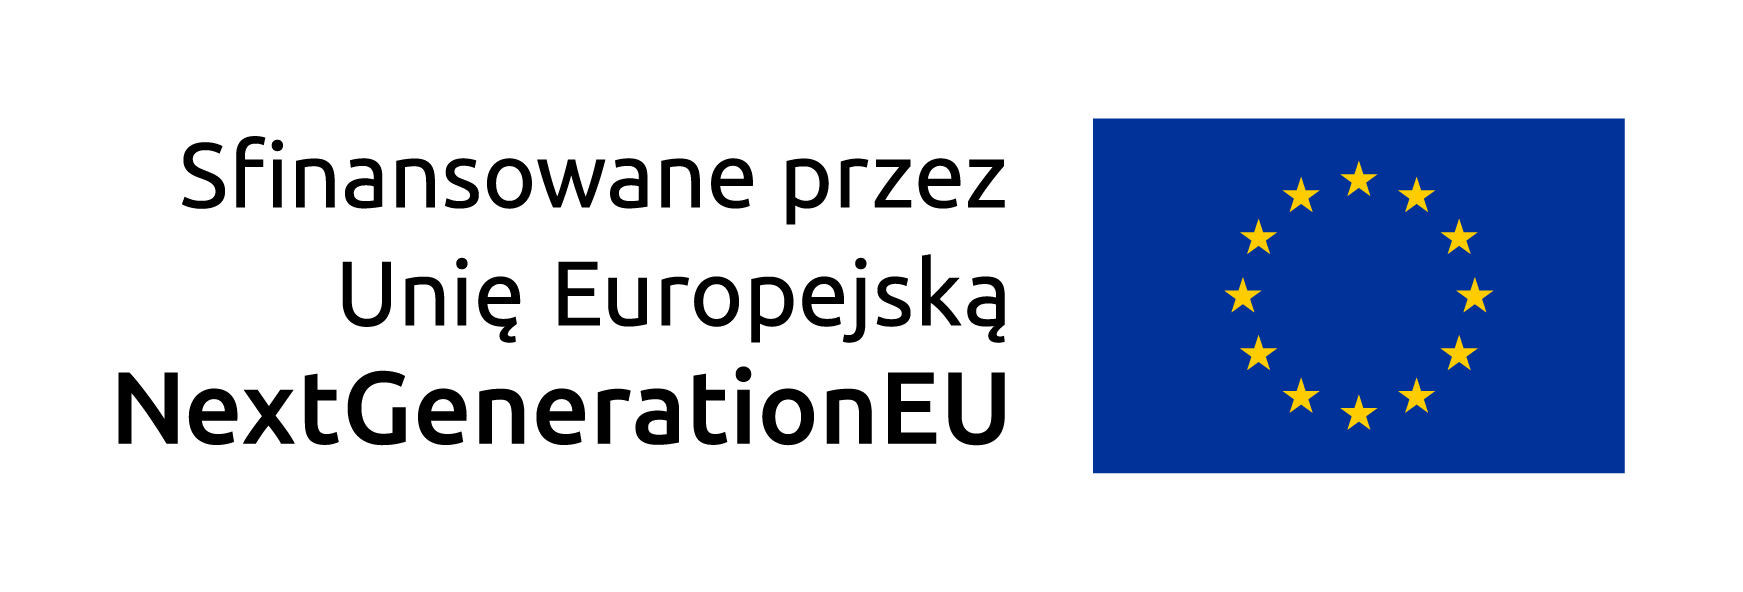 Sfinansowane przez
Unię Europejską
NextGenerationEU